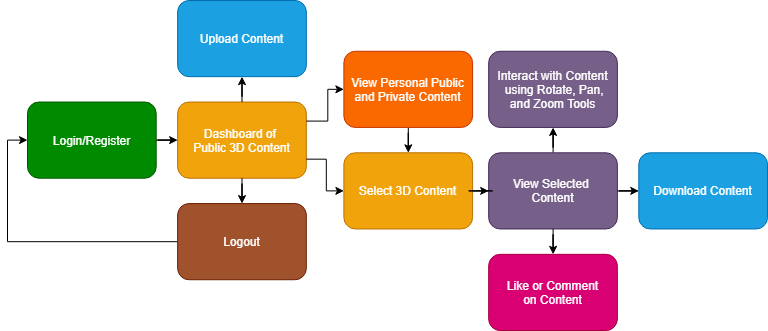 Upload Content
View Personal Public
and Private Content
Interact with Content
using Rotate, Pan,
and Zoom Tools
Login/Register
Dashboard of
Public 3D Content
Select 3D Content
View Selected
Content
Download Content
Logout
Like or Comment
on Content